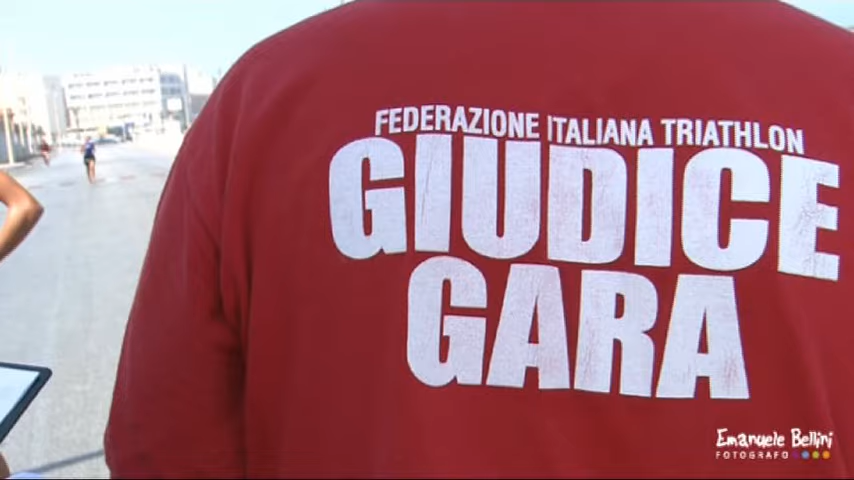 FEDERAZIONE ITALIANA TRIATHLON
GIUDICE
GARA
Emanuele Bellini
FOTOGRAFO